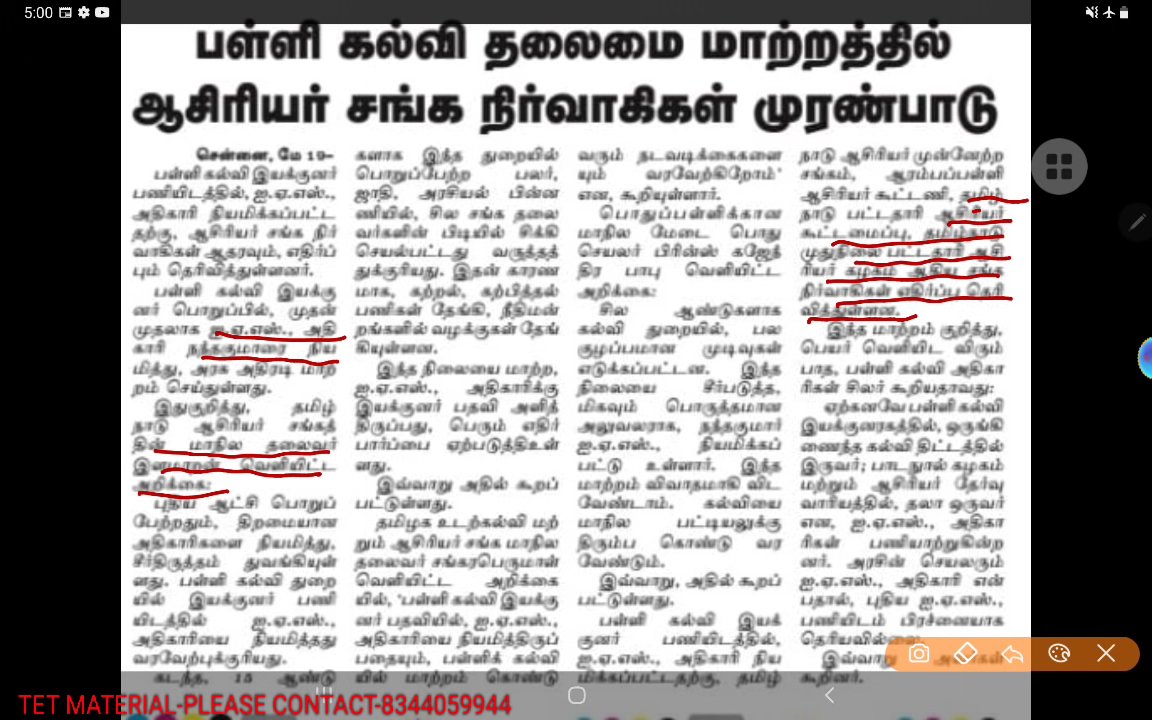 5:00
பள்ளி கல்வி தலைமை மாற்றத்தில்
ஆசிரியர் சங்க நிர்வாகிகள் முரண்பாடு
சென்னை, மே 19–
பள்ளி கல்வி இயக்குனர்
பணியிடத்தில், ஐ.ஏ.எஸ்.,
அதிகாரி நியமிக்கப்பட்ட
தற்கு, ஆசிரியர் சங்க நிர்
வாகிகள் ஆதரவும், எதிர்ப்
பும் தெரிவித்துள்ளனர்.
பள்ளி கல்வி இயக்கு
னர் பொறுப்பில், முதன்
முதலாக ஐ.ஏ.எஸ்., அதி
காரி நந்தகுமாரை நிய
மித்து, அரசு அதிரடி மாற்
றம் செய்துள்ளது.
இதுகுறித்து, தமிழ்
நாடு ஆசிரியர் சங்கத்
தின் மாநில தலைவர்
இளமாறன் வெளியிட்ட
அறிக்கை:
புதிய ஆட்சி பொறுப்
பேற்றதும், திறமையான
அதிகாரிகளை நியமித்து,
சீர்திருத்தம் துவங்கியுள்
ளது. பள்ளி கல்வி துறை
யில் இயக்குனர் பணி
யிடத்தில் ஐ.ஏ.எஸ்.,
அதிகாரியை நியமித்தது
வரவேற்புக்குரியது.
கடந்த, 15 ஆண்டு
களாக இந்த துறையில்
பொறுப்பேற்ற பலர்,
ஜாதி, அரசியல் பின்ன
ணியில், சில சங்க தலை
வர்களின் பிடியில் சிக்கி
செயல்பட்டது வருத்தத்
துக்குரியது. இதன் காரண
மாக, கற்றல், கற்பித்தல்
பணிகள் தேங்கி, நீதிமன்
றங்களில் வழக்குகள் தேங்
கியுள்ளன.
இந்த நிலையை மாற்ற,
ஐ.ஏ.எஸ்., அதிகாரிக்கு
இயக்குனர் பதவி அளித்
திருப்பது, பெரும் எதிர்
பார்ப்பை ஏற்படுத்திஉள்
ளது.
இவ்வாறு அதில் கூறப்
பட்டுள்ளது.
தமிழக உடற்கல்வி மற்
றும் ஆசிரியர் சங்க மாநில
தலைவர் சங்கரபெருமாள்
வெளியிட்ட அறிக்கை
யில், 'பள்ளி கல்வி இயக்கு
னர் பதவியில், ஐ.ஏ.எஸ்.,
அதிகாரியை நியமித்திருப்
பதையும், பள்ளிக் கல்வி
யில் மாற்றம் கொண்டு
வரும் நடவடிக்கைகளை
யும் வரவேற்கிறோம்'
என, கூறியுள்ளார்.
பொதுப்பள்ளிக்கான
மாநில மேடை பொது
செயலர் பிரின்ஸ் கஜேந்
திர பாபு வெளியிட்ட
அறிக்கை:
சில ஆண்டுகளாக
கல்வி துறையில், பல
குழப்பமான முடிவுகள்
எடுக்கப்பட்டன. இந்த
நிலையை சீர்படுத்த,
மிகவும் பொருத்தமான
அலுவலராக, நந்தகுமார்
ஐ.ஏ.எஸ்., நியமிக்கப்
பட்டு உள்ளார். இந்த
மாற்றம் விவாதமாகி விட
வேண்டாம். கல்வியை
மாநில பட்டியலுக்கு
திரும்ப கொண்டு வர
வேண்டும்.
இவ்வாறு, அதில் கூறப்
பட்டுள்ளது.
பள்ளி கல்வி இயக்
குனர் பணியிடத்தில்,
ஐ.ஏ.எஸ்., அதிகாரி நிய
மிக்கப்பட்டதற்கு, தமிழ்
நாடு ஆசிரியர் முன்னேற்ற
சங்கம், ஆரம்பப்பள்ளி
ஆசிரியர் கூட்டணி, தமிழ்
நாடு பட்டதாரி ஆசிரியர்
கூட்டமைப்பு, தமிழ்நாடு
முதுநிலை பட்டதாரி ஆசி
ரியர் கழகம் ஆகிய சங்க
நிர்வாகிகள் எதிர்ப்பு தெரி
வித்துள்ளன.
இந்த மாற்றம் குறித்து,
பெயர் வெளியிட விரும்
பாத, பள்ளி கல்வி அதிகா
ரிகள் சிலர் கூறியதாவது:
ஏற்கனவே பள்ளி கல்வி
இயக்குனரகத்தில், ஒருங்கி
ணைந்த கல்வி திட்டத்தில்
இருவர்; பாடநுால் கழகம்
மற்றும் ஆசிரியர் தேர்வு
வாரியத்தில், தலா ஒருவர்
என, ஐ.ஏ.எஸ்., அதிகா
ரிகள் பணியாற்றுகின்ற
னர். அரசின் செயலரும்
ஐ.ஏ.எஸ்., அதிகாரி என்
பதால், புதிய ஐ.ஏ.எஸ்.,
பணியிடம் பிரச்னையாக
தெரியவில்லை.
இவ்வாறு அவர்கள்
கூறினர்.
TET MATERIAL-PLEASE CONTACT-8344059944